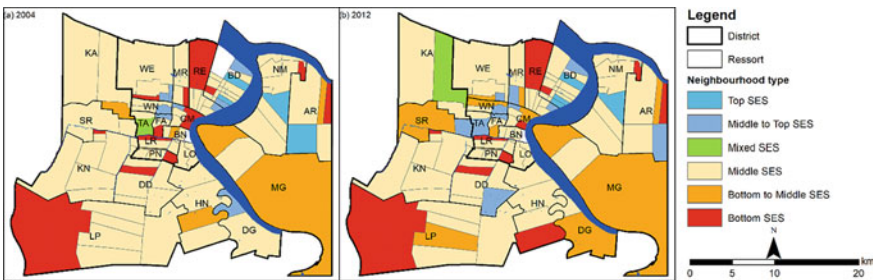 (a) 2004
KA
WE
MR
RE
BD
NM
AR
WN
TA
FA
CM
BN
SR
LR
PN
LO
KN
DD
MG
HN
LP
DG
(b) 2012
KA
WE
MR
RE
BD
NM
AR
WN
TA
FA
CM
BN
SR
LR
PN
LO
KN
DD
MG
HN
LP
DG
Legend
District
Ressort
Neighbourhood type
Top SES
Middle to Top SES
Mixed SES
Middle SES
Bottom to Middle SES
Bottom SES
N
km
0 5 10 20